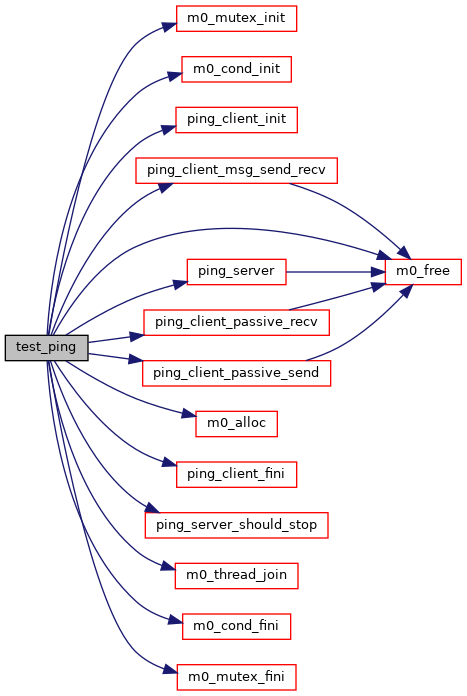 m0_mutex_init
m0_cond_init
ping_client_init
ping_client_msg_send_recv
ping_server
m0_free
ping_client_passive_recv
test_ping
ping_client_passive_send
m0_alloc
ping_client_fini
ping_server_should_stop
m0_thread_join
m0_cond_fini
m0_mutex_fini